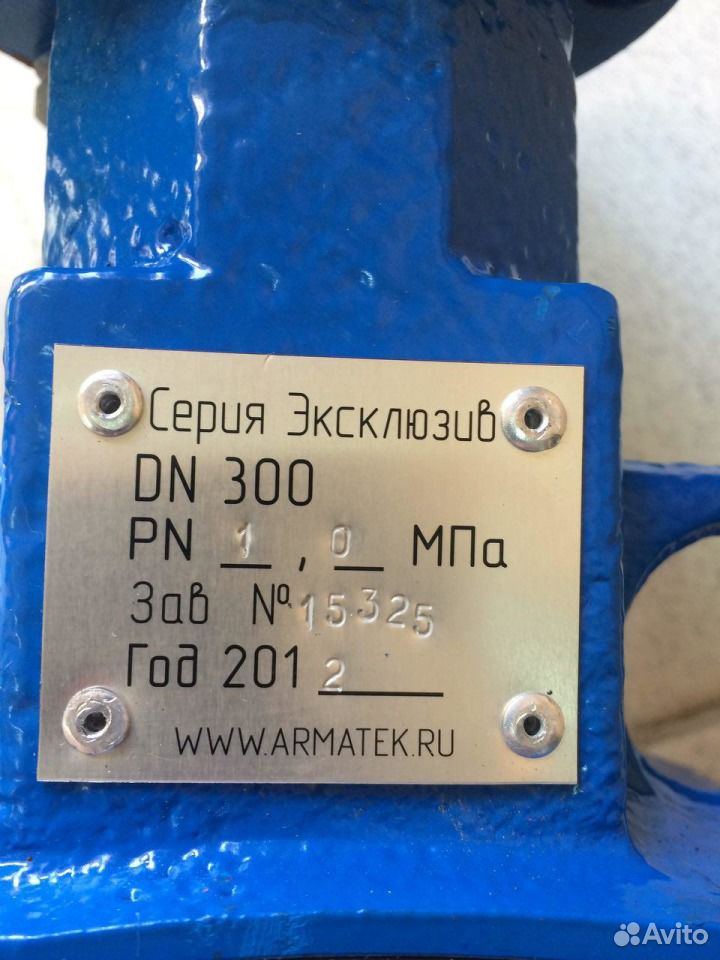 Серия Эксклюзив
DN 300
PN 1,0 МПа
Зав №15325
Год 2012
WWW.ARMATEK.RU
Avito